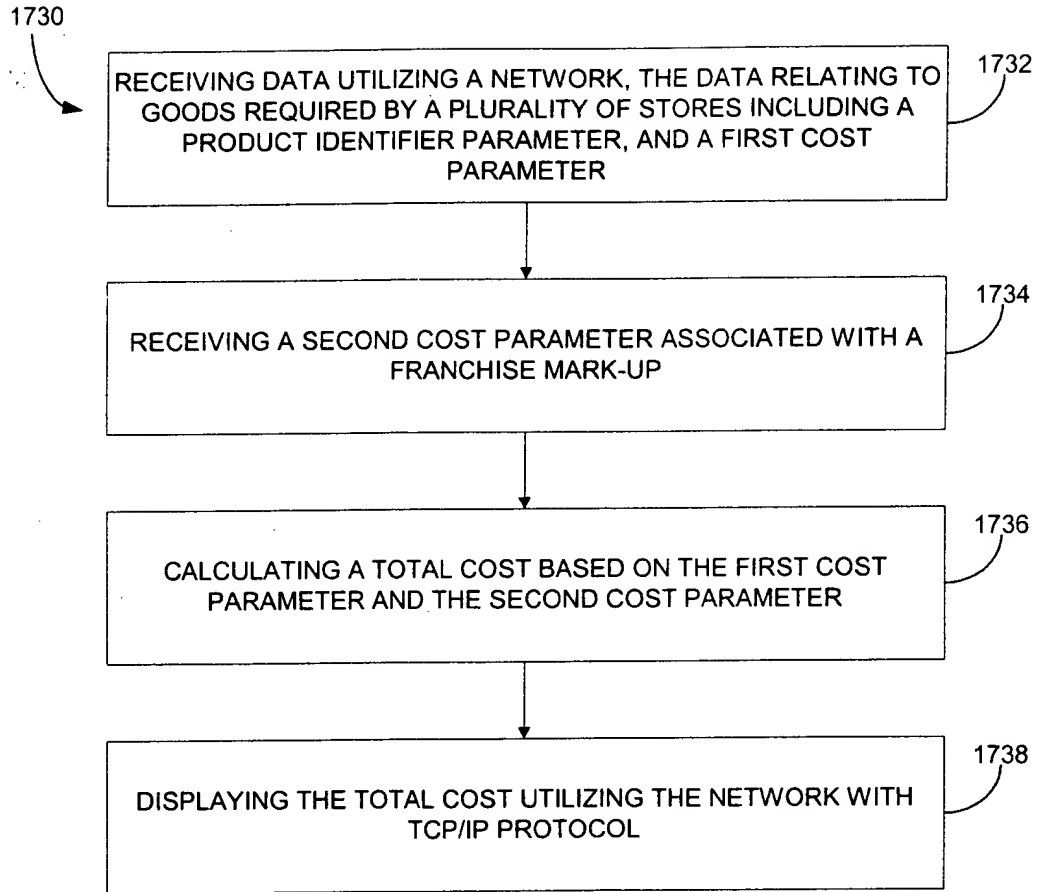 1730
RECEIVING DATA UTILIZING A NETWORK, THE DATA RELATING TO
GOODS REQUIRED BY A PLURALITY OF STORES INCLUDING A
PRODUCT IDENTIFIER PARAMETER, AND A FIRST COST
PARAMETER
1732
RECEIVING A SECOND COST PARAMETER ASSOCIATED WITH A
FRANCHISE MARK-UP
1734
CALCULATING A TOTAL COST BASED ON THE FIRST COST
PARAMETER AND THE SECOND COST PARAMETER
1736
DISPLAYING THE TOTAL COST UTILIZING THE NETWORK WITH
TCP/IP PROTOCOL
1738